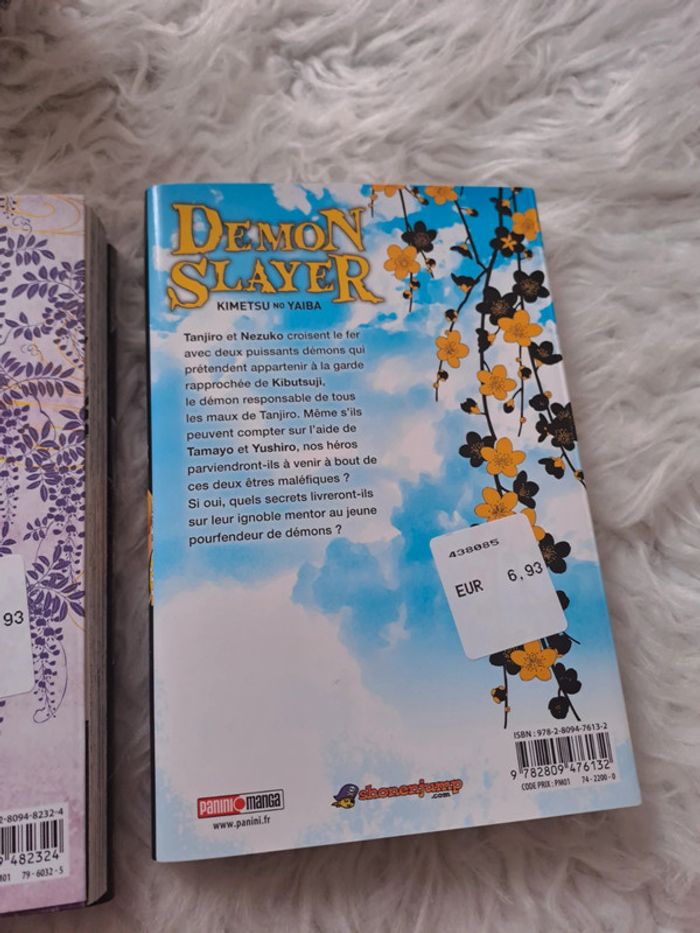 DEMON
SLAYER
KIMETSU NO YAIBA
Tanjiro et Nezuko croisent le fer
avec deux puissants démons qui
prétendent appartenir à la garde
rapprochée de Kibutsuji,
le démon responsable de tous
les maux de Tanjiro. Même s'ils
peuvent compter sur l'aide de
Tamayo et Yushiro, nos héros
parviendront-ils à venir à bout de
ces deux êtres maléfiques ?
Si oui, quels secrets livreront-ils
sur leur ignoble mentor au jeune
pourfendeur de démons ?
438085
EUR 6,93
ISBN : 978-2-8094-7613-2
9 782809 476132
CODE PRIX : PM01 74-2200-0
PANINI MANGA
www.panini.fr
shonenjump
.com
,93
2-8094-8232-4
9 482324
M01 79-6032-5